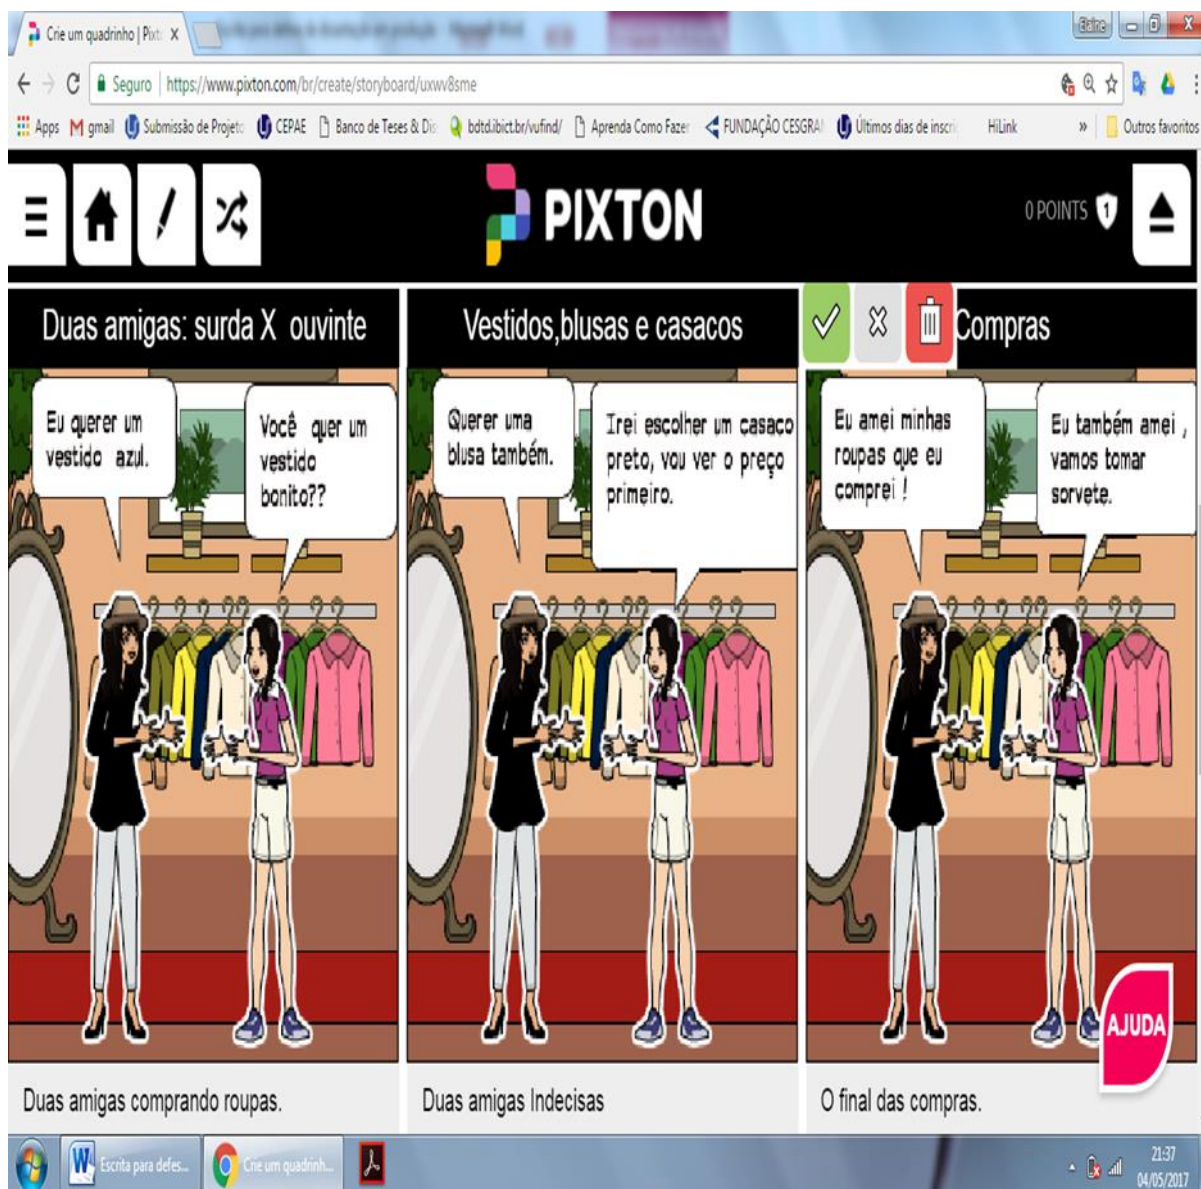 Crie um quadrinho | Pixt
Elaine
Seguro | https://www.pixton.com/br/create/storyboard/uxwv8sme
Apps
gmail
Submissão de Projeto
CEPAE
Banco de Teses & Dis
bdtd.ibict.br/vufind/
Aprenda Como Fazer
FUNDAÇÃO CESGRAN
Últimos dias de inscri
HiLink
»
Outros favoritos
PIXTON
0 POINTS 1
Duas amigas: surda X ouvinte
Eu querer um
vestido azul.
Você quer um
vestido
bonito??
Duas amigas comprando roupas.
Vestidos,blusas e casacos
Querer uma
blusa também.
Irei escolher um casaco
preto, vou ver o preço
primeiro.
Duas amigas Indecisas
Compras
Eu amei minhas
roupas que eu
comprei !
Eu também amei ,
vamos tomar
sorvete.
O final das compras.
AJUDA
Escrita para defes...
Crie um quadrinh...
21:37
04/05/2017